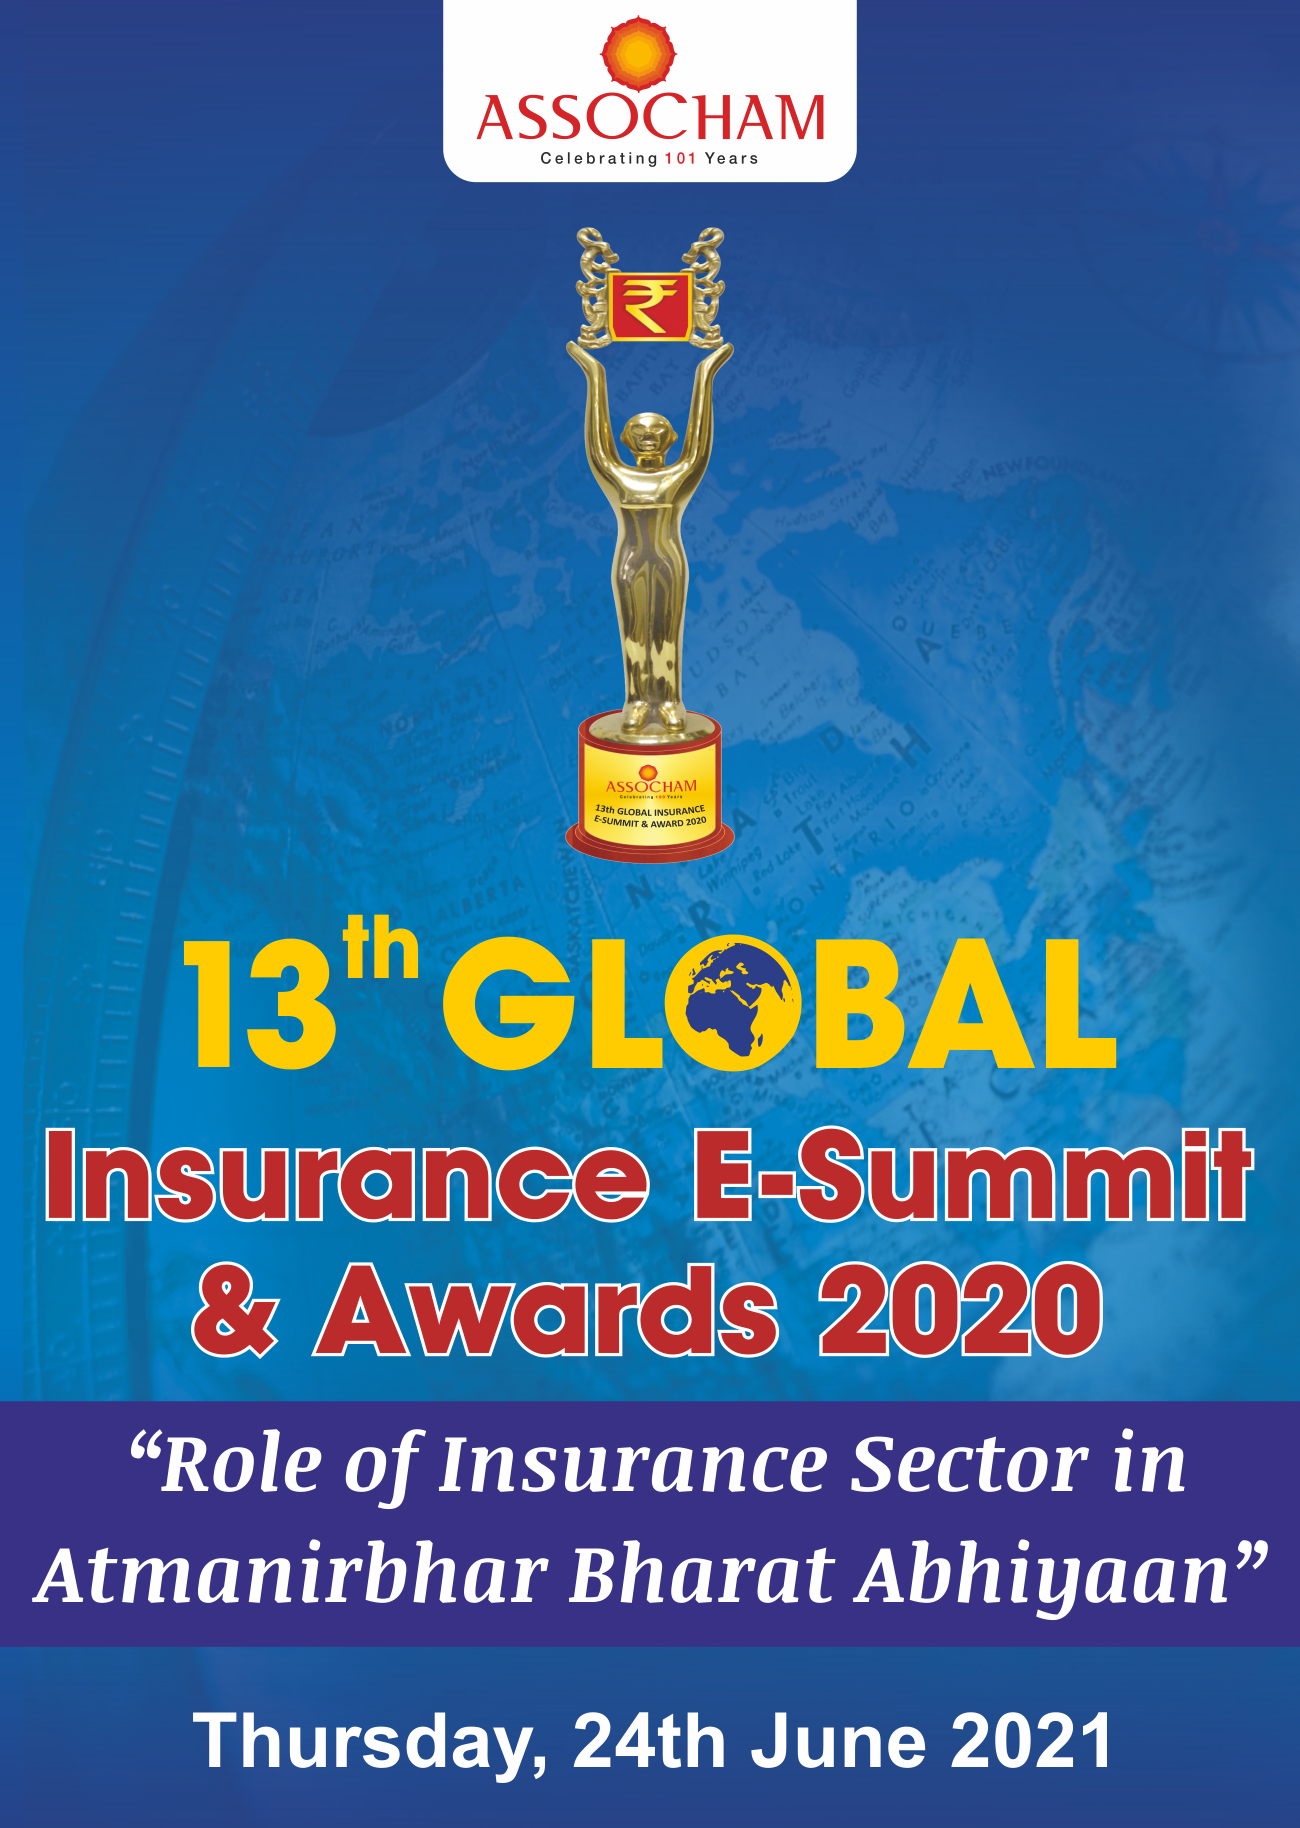 ASSOCHAM
Celebrating 101 Years
₹
ASSOCHAM
13th GLOBAL INSURANCE
E-SUMMIT & AWARD 2020
13th GLOBAL
Insurance E-Summit
& Awards 2020
“Role of Insurance Sector in
Atmanirbhar Bharat Abhiyaan”
Thursday, 24th June 2021